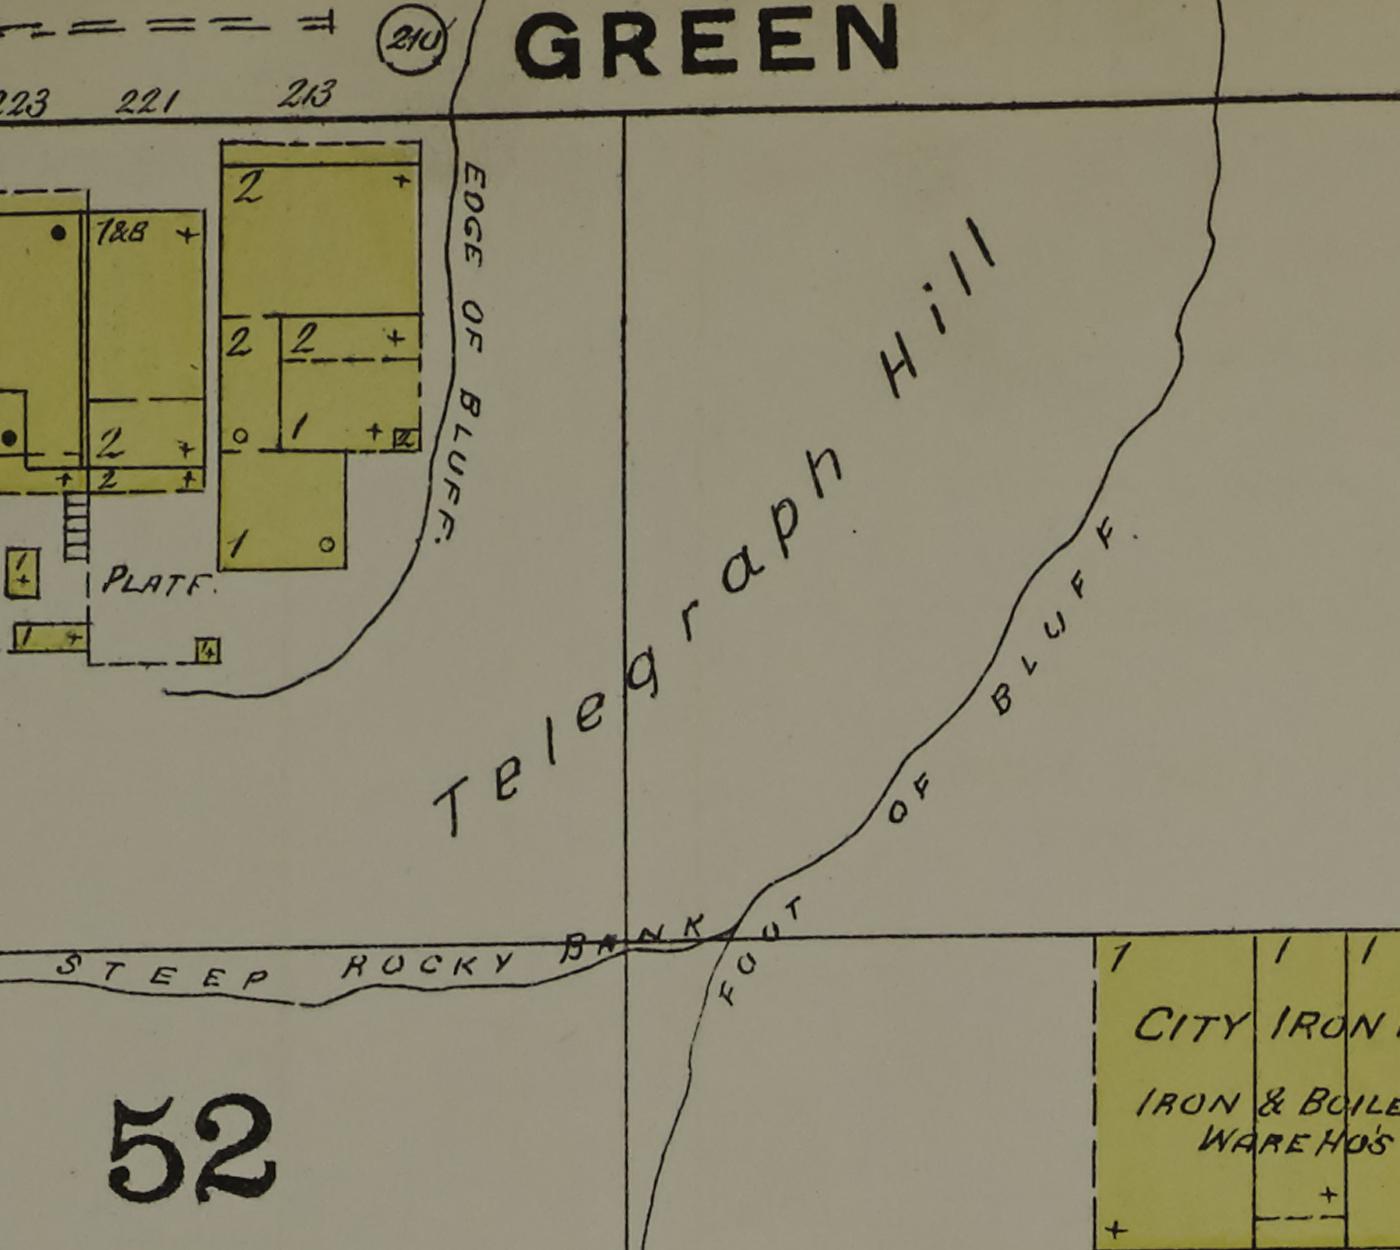 210
GREEN
223 221 213
2
1&B
2 2
2
1
2
2
1
1
1
PLATF.
EDGE OF BLUFF.
Telegraph Hill
FOOT OF BLUFF.
STEEP ROCKY BANK
52
1 1 1
CITY IRON
IRON & BOILE
WAREHO'S